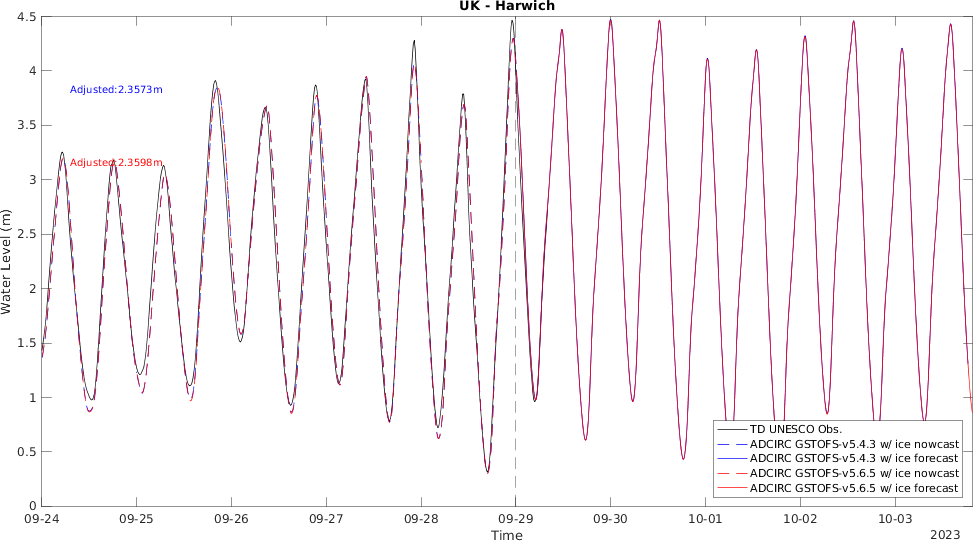 UK - Harwich
4.5
4
3.5
3
2.5
2
1.5
1
0.5
0
Water Level (m)
Adjusted:2.3573m
Adjusted:2.3598m
TD UNESCO Obs.
ADCIRC GSTOFS-v5.4.3 w/ ice nowcast
ADCIRC GSTOFS-v5.4.3 w/ ice forecast
ADCIRC GSTOFS-v5.6.5 w/ ice nowcast
ADCIRC GSTOFS-v5.6.5 w/ ice forecast
09-24 09-25 09-26 09-27 09-28 09-29 09-30 10-01 10-02 10-03
Time
2023